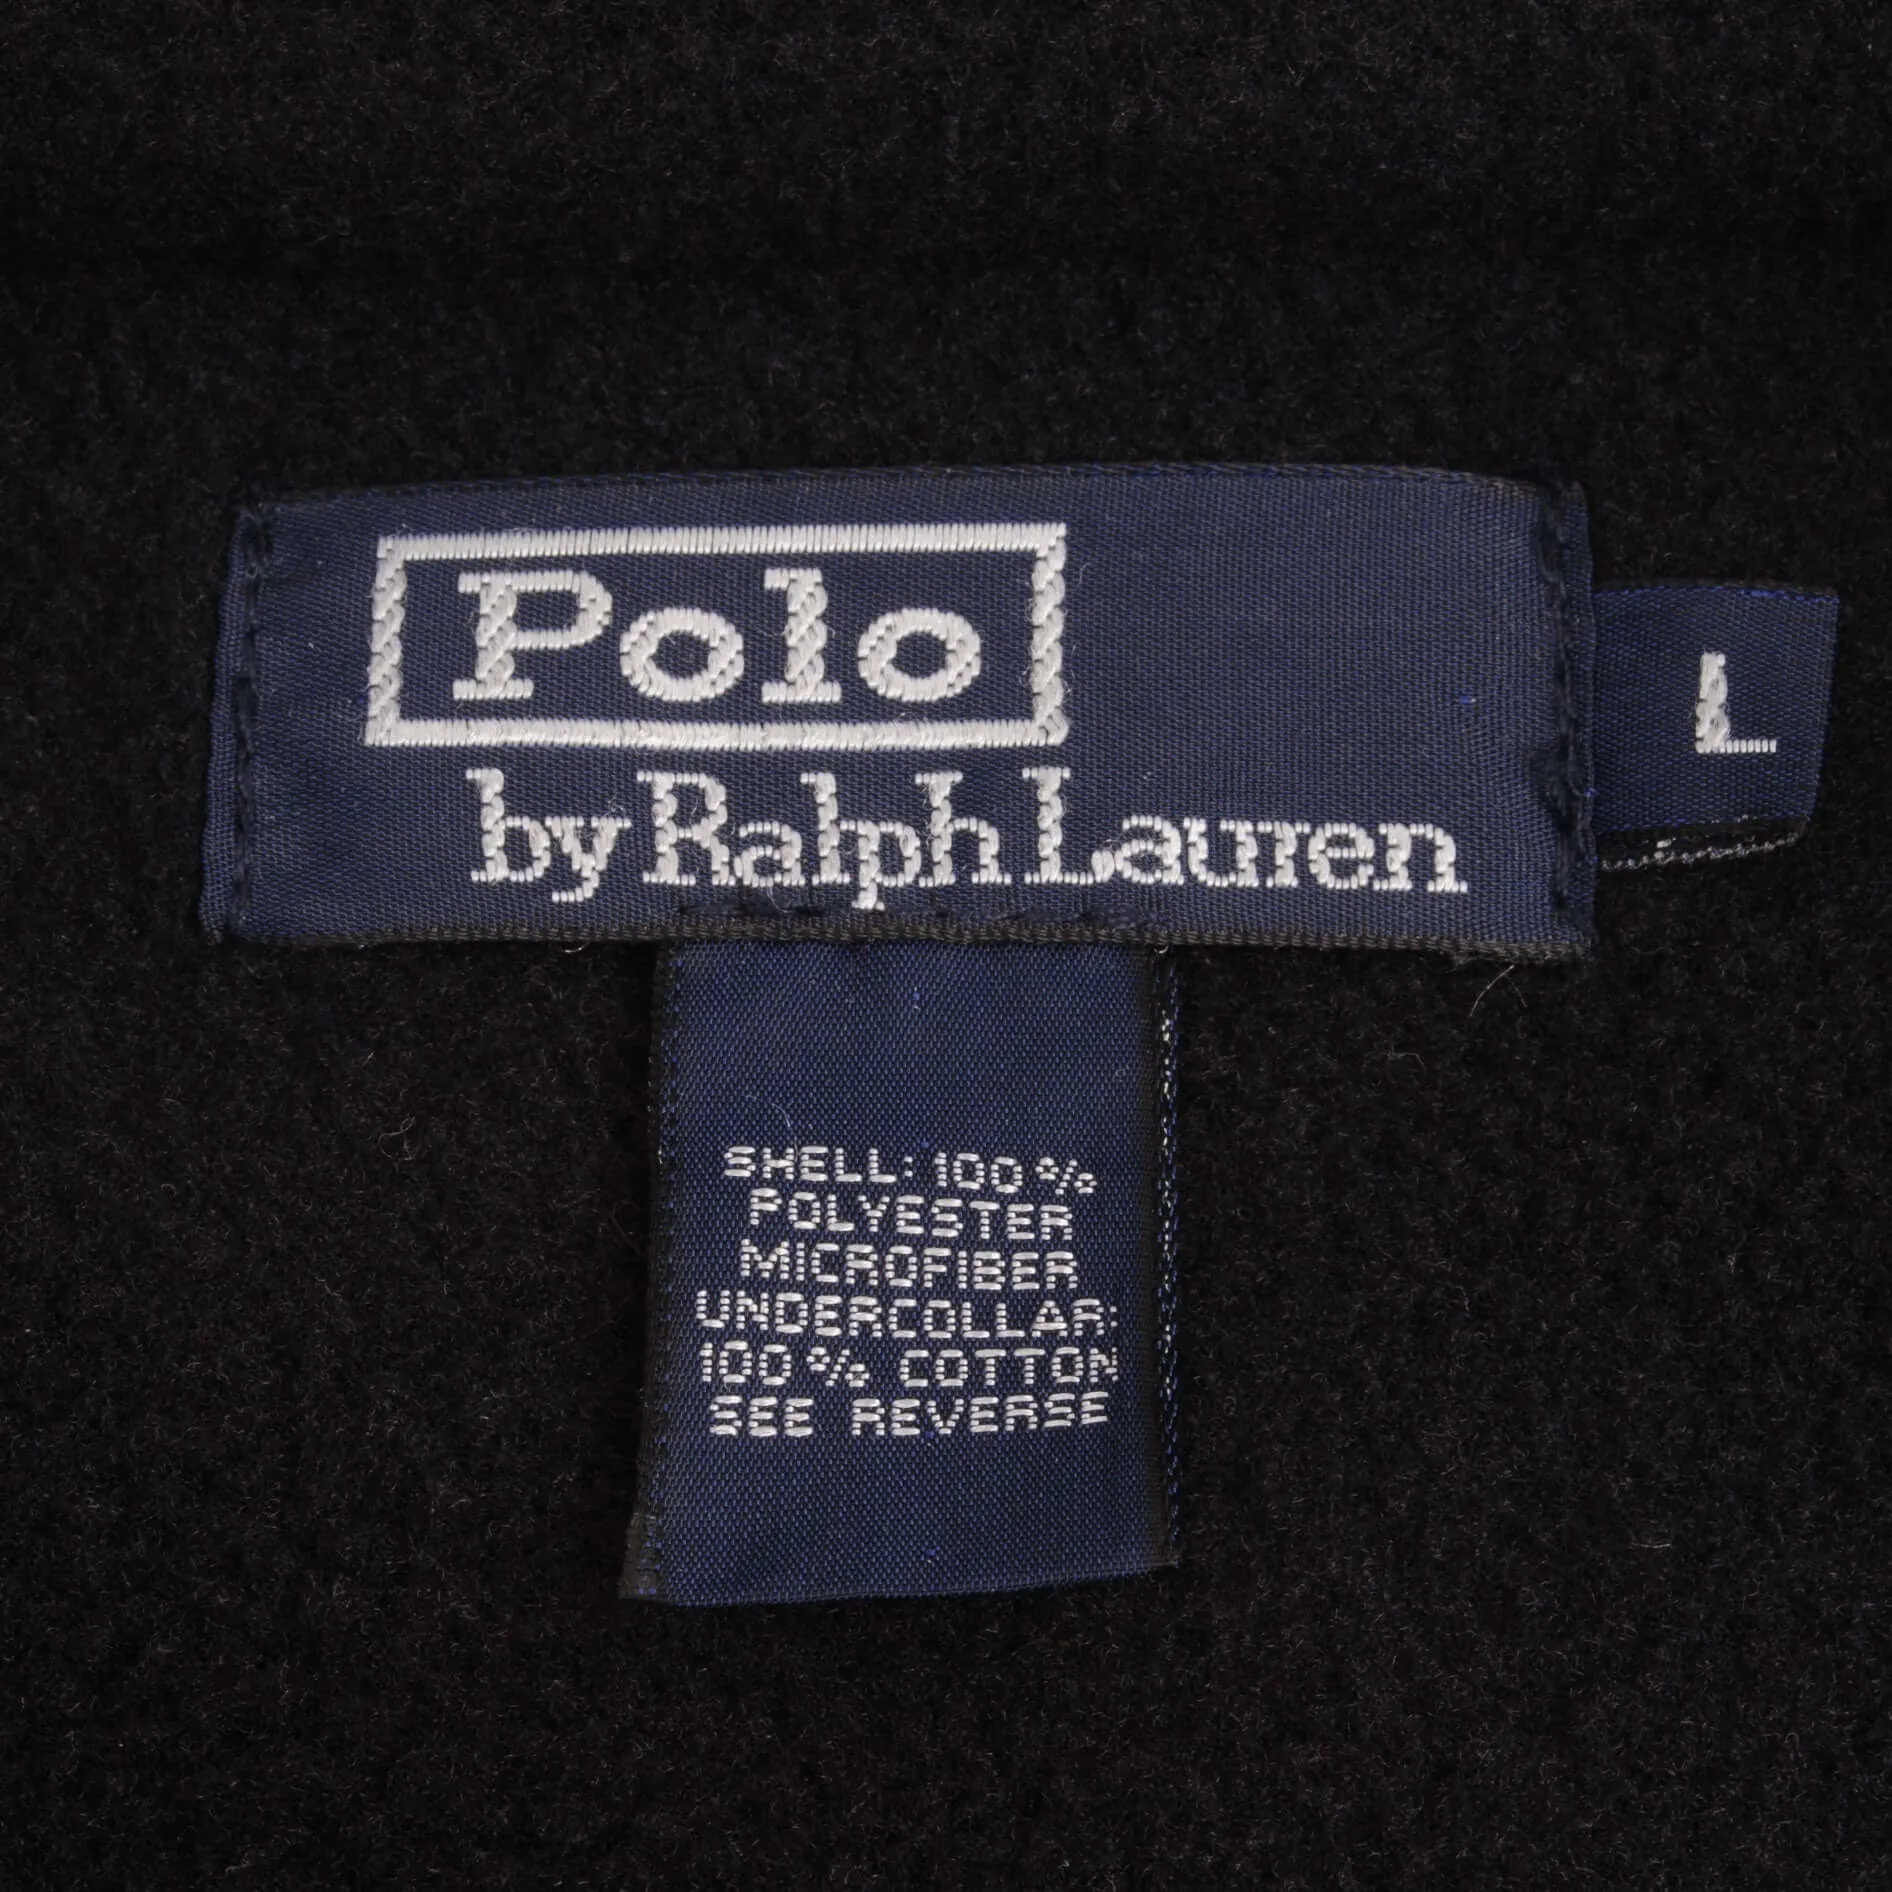 Polo
by Ralph Lauren
L
SHELL: 100%
POLYESTER
MICROFIBER
UNDERCOLLAR:
100% COTTON
SEE REVERSE